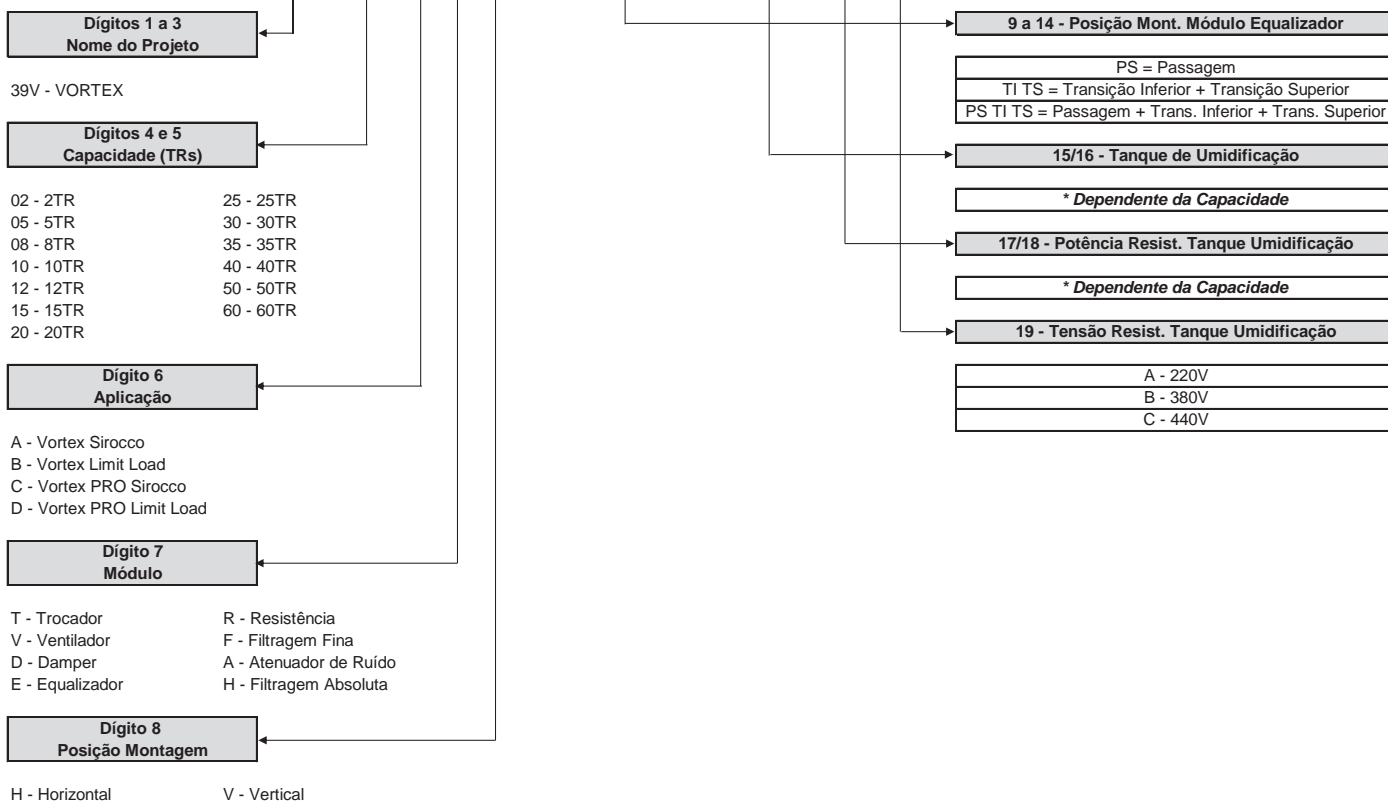 Dígitos 1 a 3
Nome do Projeto
39V - VORTEX
Dígitos 4 e 5
Capacidade (TRs)
02 - 2TR 25 - 25TR
05 - 5TR 30 - 30TR
08 - 8TR 35 - 35TR
10 - 10TR 40 - 40TR
12 - 12TR 50 - 50TR
15 - 15TR 60 - 60TR
20 - 20TR
Dígito 6
Aplicação
A - Vortex Sirocco
B - Vortex Limit Load
C - Vortex PRO Sirocco
D - Vortex PRO Limit Load
Dígito 7
Módulo
T - Trocador R - Resistência
V - Ventilador F - Filtragem Fina
D - Damper A - Atenuador de Ruído
E - Equalizador H - Filtragem Absoluta
Dígito 8
Posição Montagem
H - Horizontal V - Vertical
9 a 14 - Posição Mont. Módulo Equalizador
PS = Passagem
TI TS = Transição Inferior + Transição Superior
PS TI TS = Passagem + Trans. Inferior + Trans. Superior
15/16 - Tanque de Umidificação
* Dependente da Capacidade
17/18 - Potência Resist. Tanque Umidificação
* Dependente da Capacidade
19 - Tensão Resist. Tanque Umidificação
A - 220V
B - 380V
C - 440V